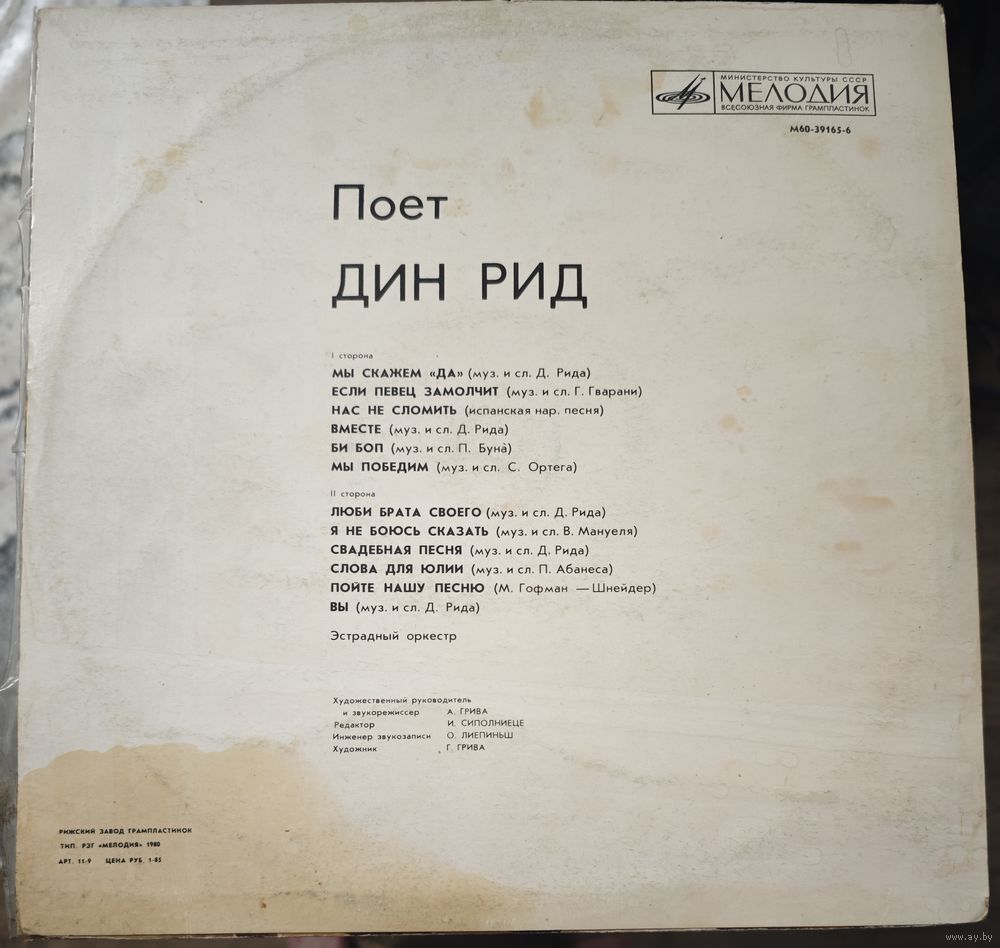 МИНИСТЕРСТВО КУЛЬТУРЫ СССР
МЕЛОДИЯ
ВСЕСОЮЗНАЯ ФИРМА ГРАМПЛАСТИНОК
М60-39165-6
Поет
ДИН РИД
I сторона
МЫ СКАЖЕМ «ДА» (муз. и сл. Д. Рида)
ЕСЛИ ПЕВЕЦ ЗАМОЛЧИТ (муз. и сл. Г. Гварани)
НАС НЕ СЛОМИТЬ (испанская нар. песня)
ВМЕСТЕ (муз. и сл. Д. Рида)
БИ БОП (муз. и сл. П. Буна)
МЫ ПОБЕДИМ (муз. и сл. С. Ортега)
II сторона
ЛЮБИ БРАТА СВОЕГО (муз. и сл. Д. Рида)
Я НЕ БОЮСЬ СКАЗАТЬ (муз. и сл. В. Мануеля)
СВАДЕБНАЯ ПЕСНЯ (муз. и сл. Д. Рида)
СЛОВА ДЛЯ ЮЛИИ (муз. и сл. П. Абанеса)
ПОЙТЕ НАШУ ПЕСНЮ (М. Гофман — Шнейдер)
ВЫ (муз. и сл. Д. Рида)
Эстрадный оркестр
Художественный руководитель
и звукорежиссер А. ГРИВА
Редактор И. СИПОЛНИЕЦЕ
Инженер звукозаписи О. ЛИЕПИНЬШ
Художник Г. ГРИВА
РИЖСКИЙ ЗАВОД ГРАМПЛАСТИНОК
ТИП. РЗГ «МЕЛОДИЯ» 1980
АРТ. 11-9 ЦЕНА РУБ. 1-85
www.ay.by